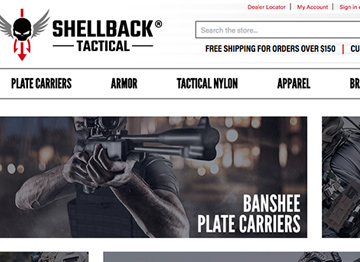 Dealer Locator | My Account | Sign in
SHELLBACK®
TACTICAL
Search the store...
FREE SHIPPING FOR ORDERS OVER $150 | CU
PLATE CARRIERS ARMOR TACTICAL NYLON APPAREL BR
BANSHEE
PLATE CARRIERS